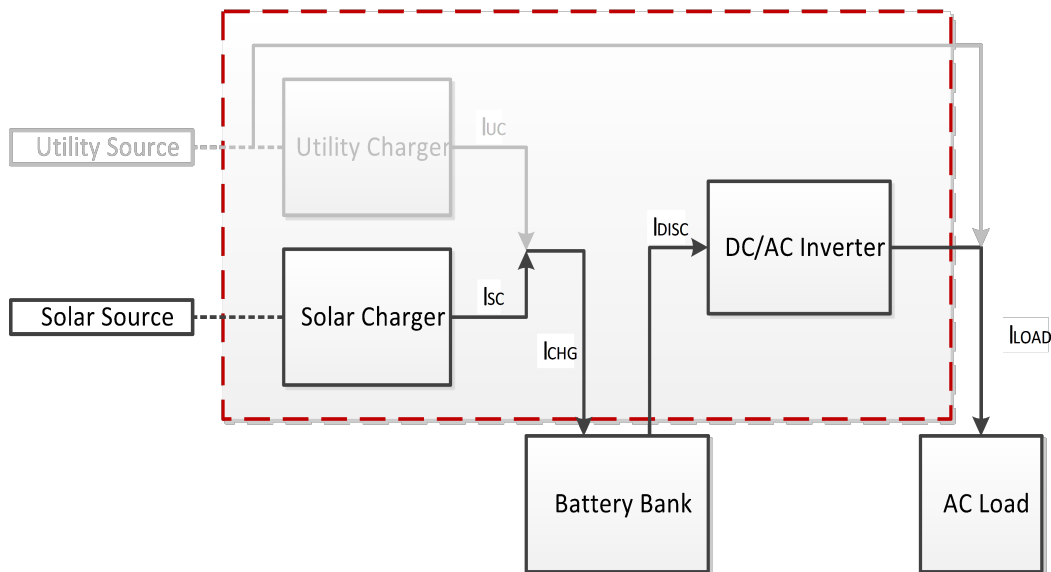 IUC
Utility Source
Utility Charger
IDISC
DC/AC Inverter
ISC
Solar Source
Solar Charger
ILOAD
ICHG
Battery Bank
AC Load